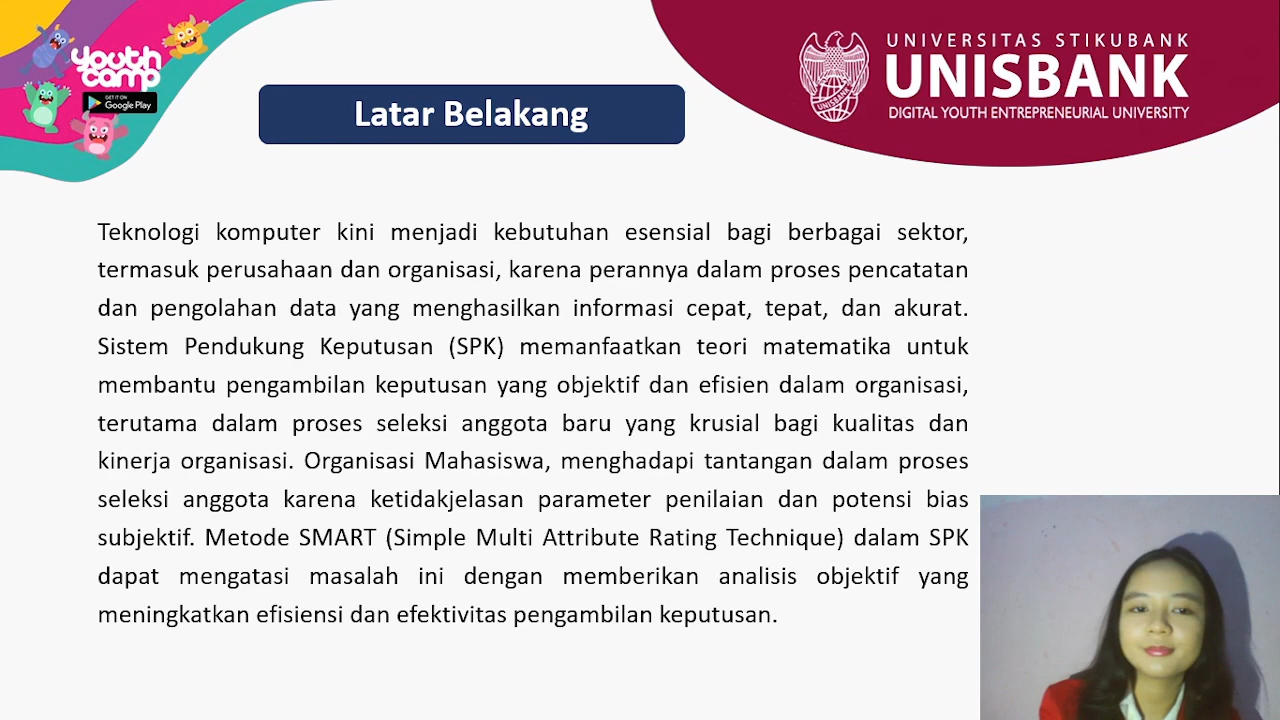 youth
camp
GET IT ON
Google Play
UNIVERSITAS STIKUBANK
UNISBANK
DIGITAL YOUTH ENTREPRENEURIAL UNIVERSITY
UNISBANK
Latar Belakang
Teknologi komputer kini menjadi kebutuhan esensial bagi berbagai sektor,
termasuk perusahaan dan organisasi, karena perannya dalam proses pencatatan
dan pengolahan data yang menghasilkan informasi cepat, tepat, dan akurat.
Sistem Pendukung Keputusan (SPK) memanfaatkan teori matematika untuk
membantu pengambilan keputusan yang objektif dan efisien dalam organisasi,
terutama dalam proses seleksi anggota baru yang krusial bagi kualitas dan
kinerja organisasi. Organisasi Mahasiswa, menghadapi tantangan dalam proses
seleksi anggota karena ketidakjelasan parameter penilaian dan potensi bias
subjektif. Metode SMART (Simple Multi Attribute Rating Technique) dalam SPK
dapat mengatasi masalah ini dengan memberikan analisis objektif yang
meningkatkan efisiensi dan efektivitas pengambilan keputusan.